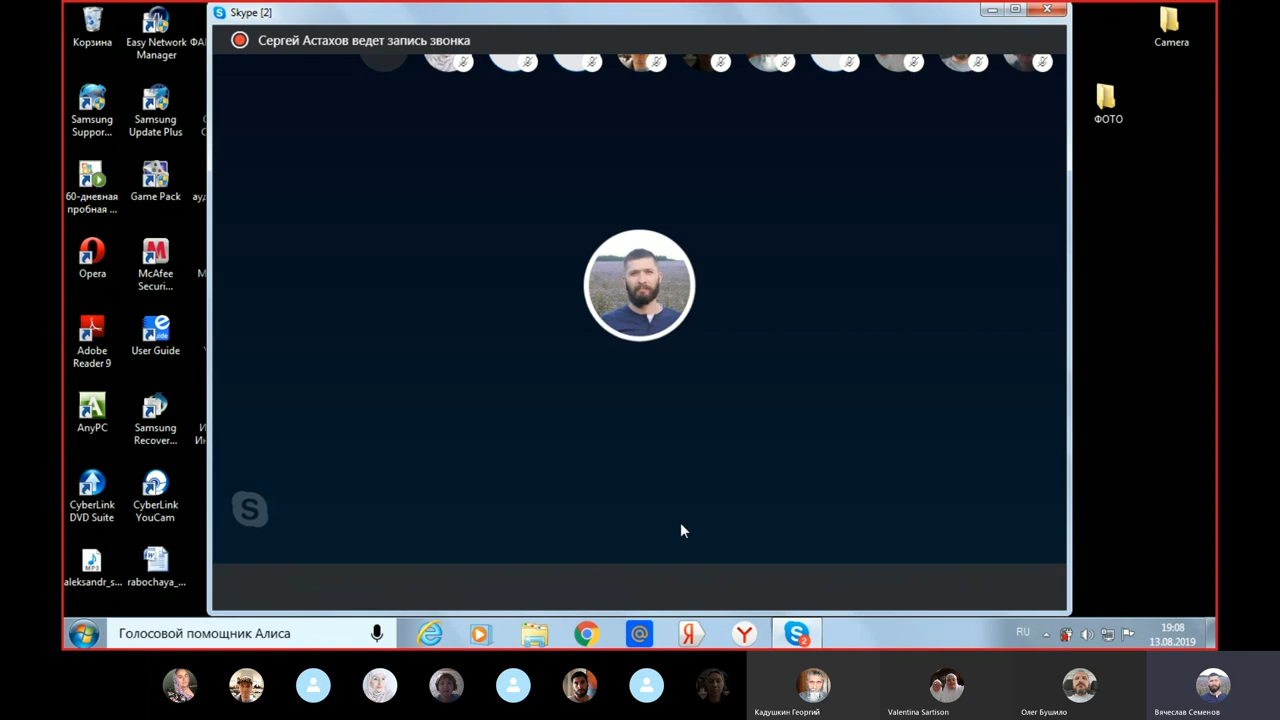 Skype [2]
Сергей Астахов ведет запись звонка
Корзина
Easy Network
Manager
Samsung
Suppor...
Samsung
Update Plus
60-дневная
пробная ...
Game Pack
Opera
McAfee
Securi...
Adobe
Reader 9
User Guide
AnyPC
Samsung
Recover...
CyberLink
DVD Suite
CyberLink
YouCam
aleksandr_s...
rabochaya_...
Camera
ФОТО
Голосовой помощник Алиса
RU
19:08
13.08.2019
Кадушкин Георгий
Valentina Sartison
Олег Бушило
Вячеслав Семенов